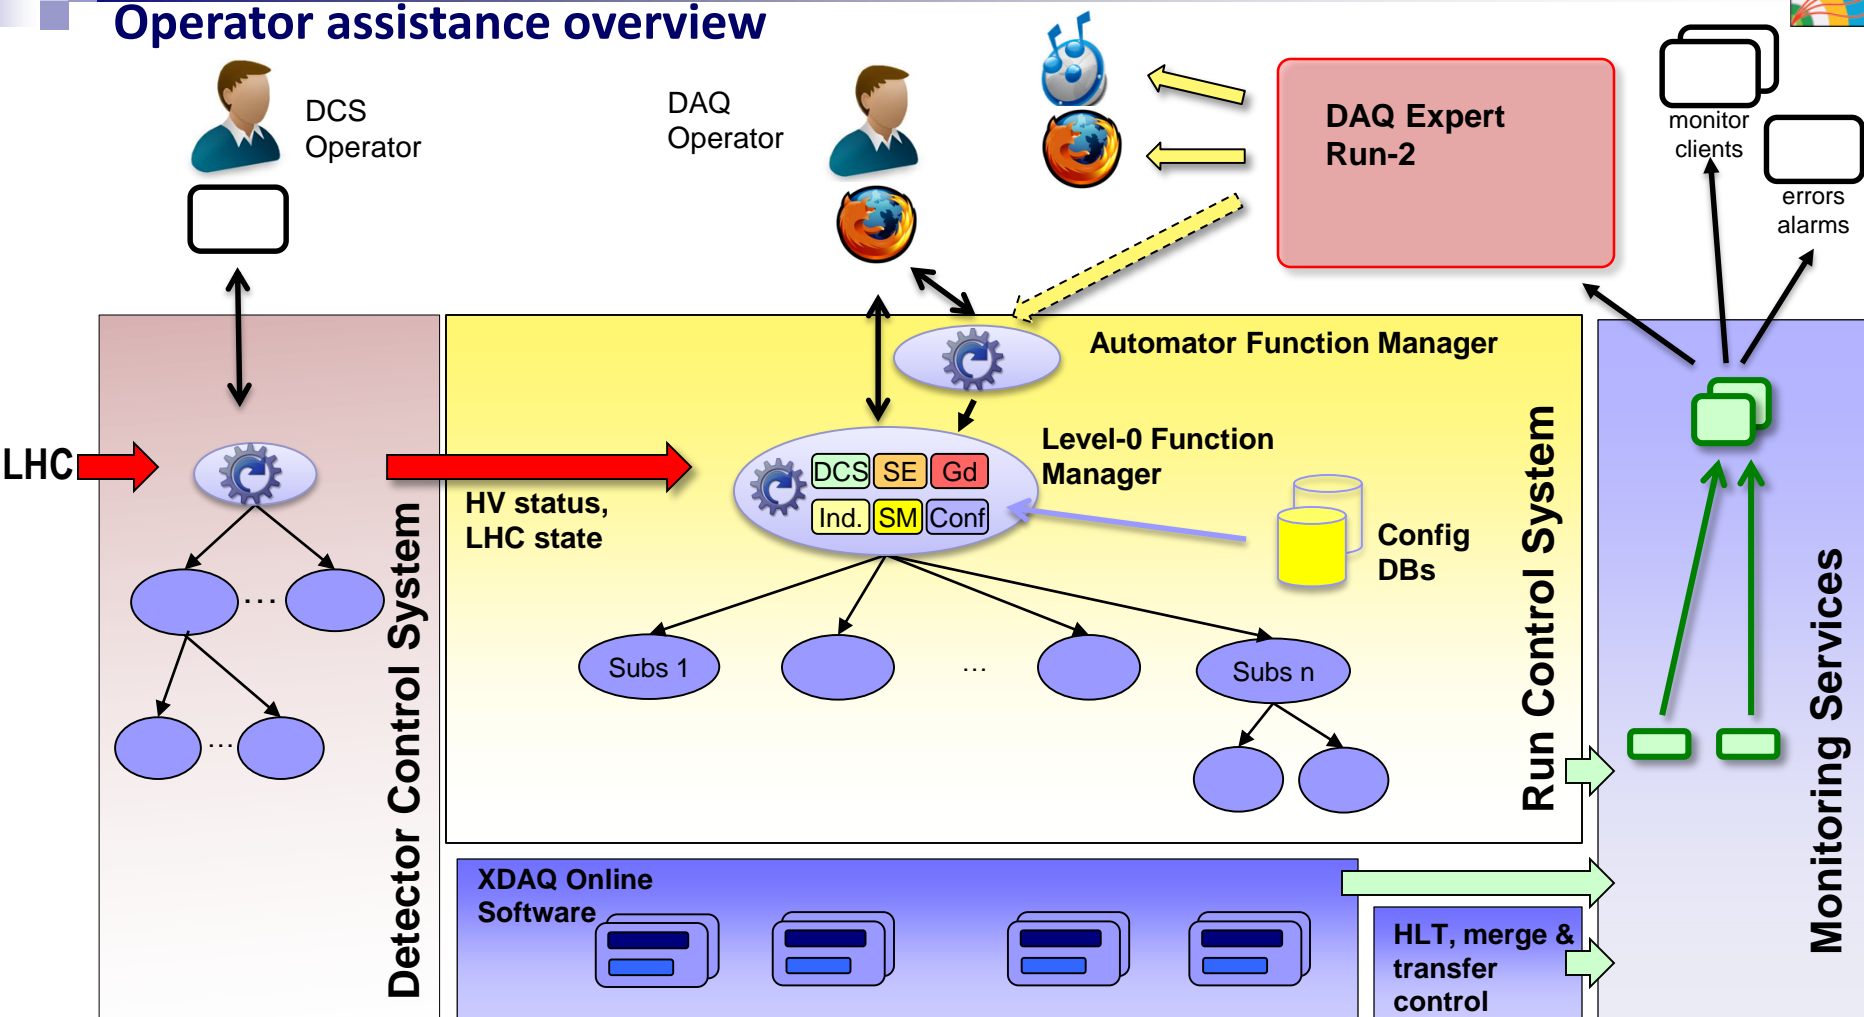 Operator assistance overview
DCS
Operator
DAQ
Operator
DAQ Expert
Run-2
monitor
clients
errors
alarms
Automator Function Manager
LHC
HV status,
LHC state
Level-0 Function
Manager
DCS SE Gd
Ind. SM Conf
Config
DBs
...
Subs 1
...
Subs n
...
Detector Control System
Run Control System
Monitoring Services
XDAQ Online
Software
HLT, merge &
transfer
control